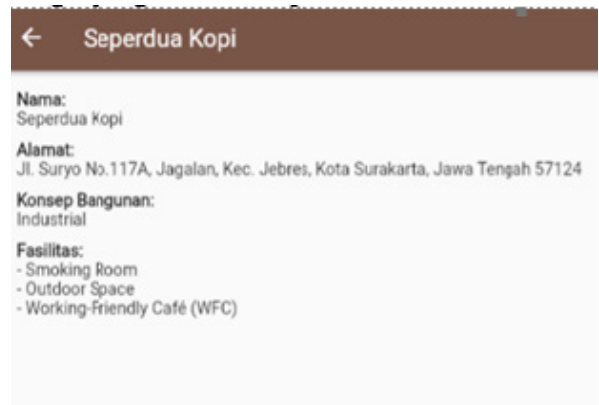 Seperdua Kopi
Nama:
Seperdua Kopi
Alamat:
Jl. Suryo No.117A, Jagalan, Kec. Jebres, Kota Surakarta, Jawa Tengah 57124
Konsep Bangunan:
Industrial
Fasilitas:
- Smoking Room
- Outdoor Space
- Working-Friendly Café (WFC)